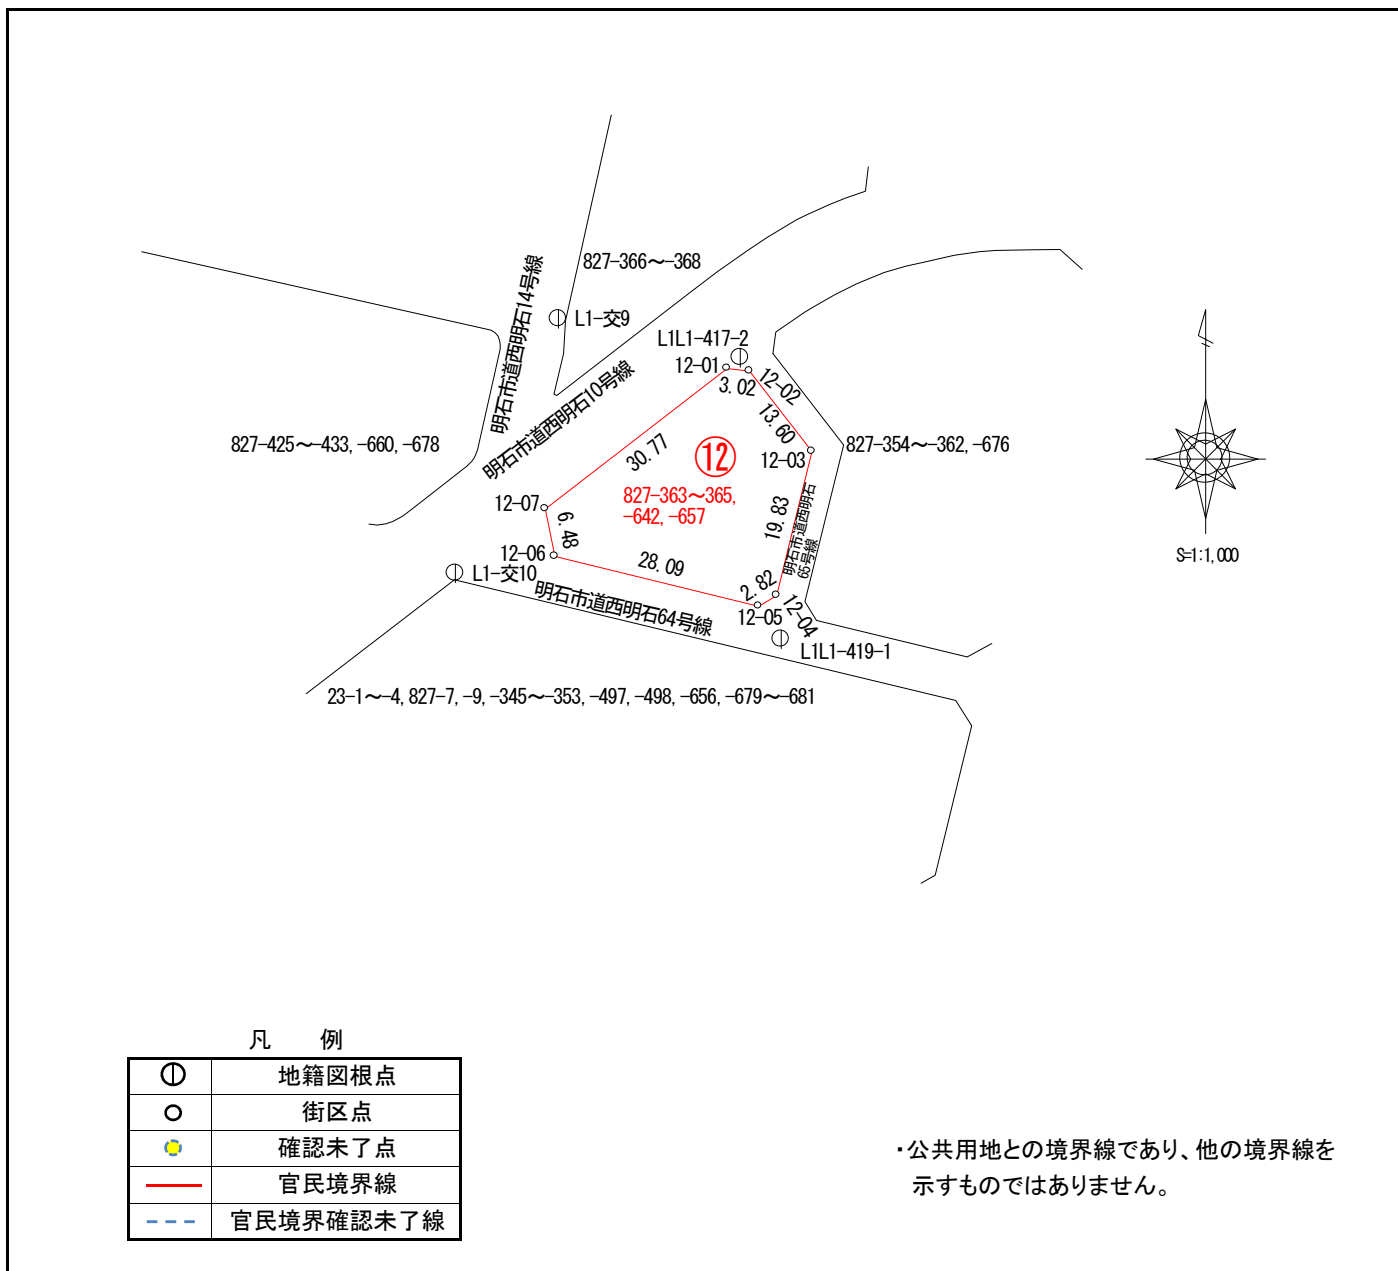 827-366～-368
明石市道西明石14号線
L1-交9
L1L1-417-2
12-01
12-02
3.02
明石市道西明石10号線
13.60
827-425～-433, -660, -678
30.77
⑫
12-03
827-354～-362, -676
827-363～-365,
-642, -657
12-07
6.48
19.83
明石市道西明石
65号線
S=1:1,000
12-06
L1-交10
28.09
2.82
明石市道西明石64号線
12-05
12-04
L1L1-419-1
23-1～-4, 827-7, -9, -345～-353, -497, -498, -656, -679～-681
凡 例
地籍図根点
街区点
確認未了点
官民境界線
官民境界確認未了線
・公共用地との境界線であり、他の境界線を
示すものではありません。